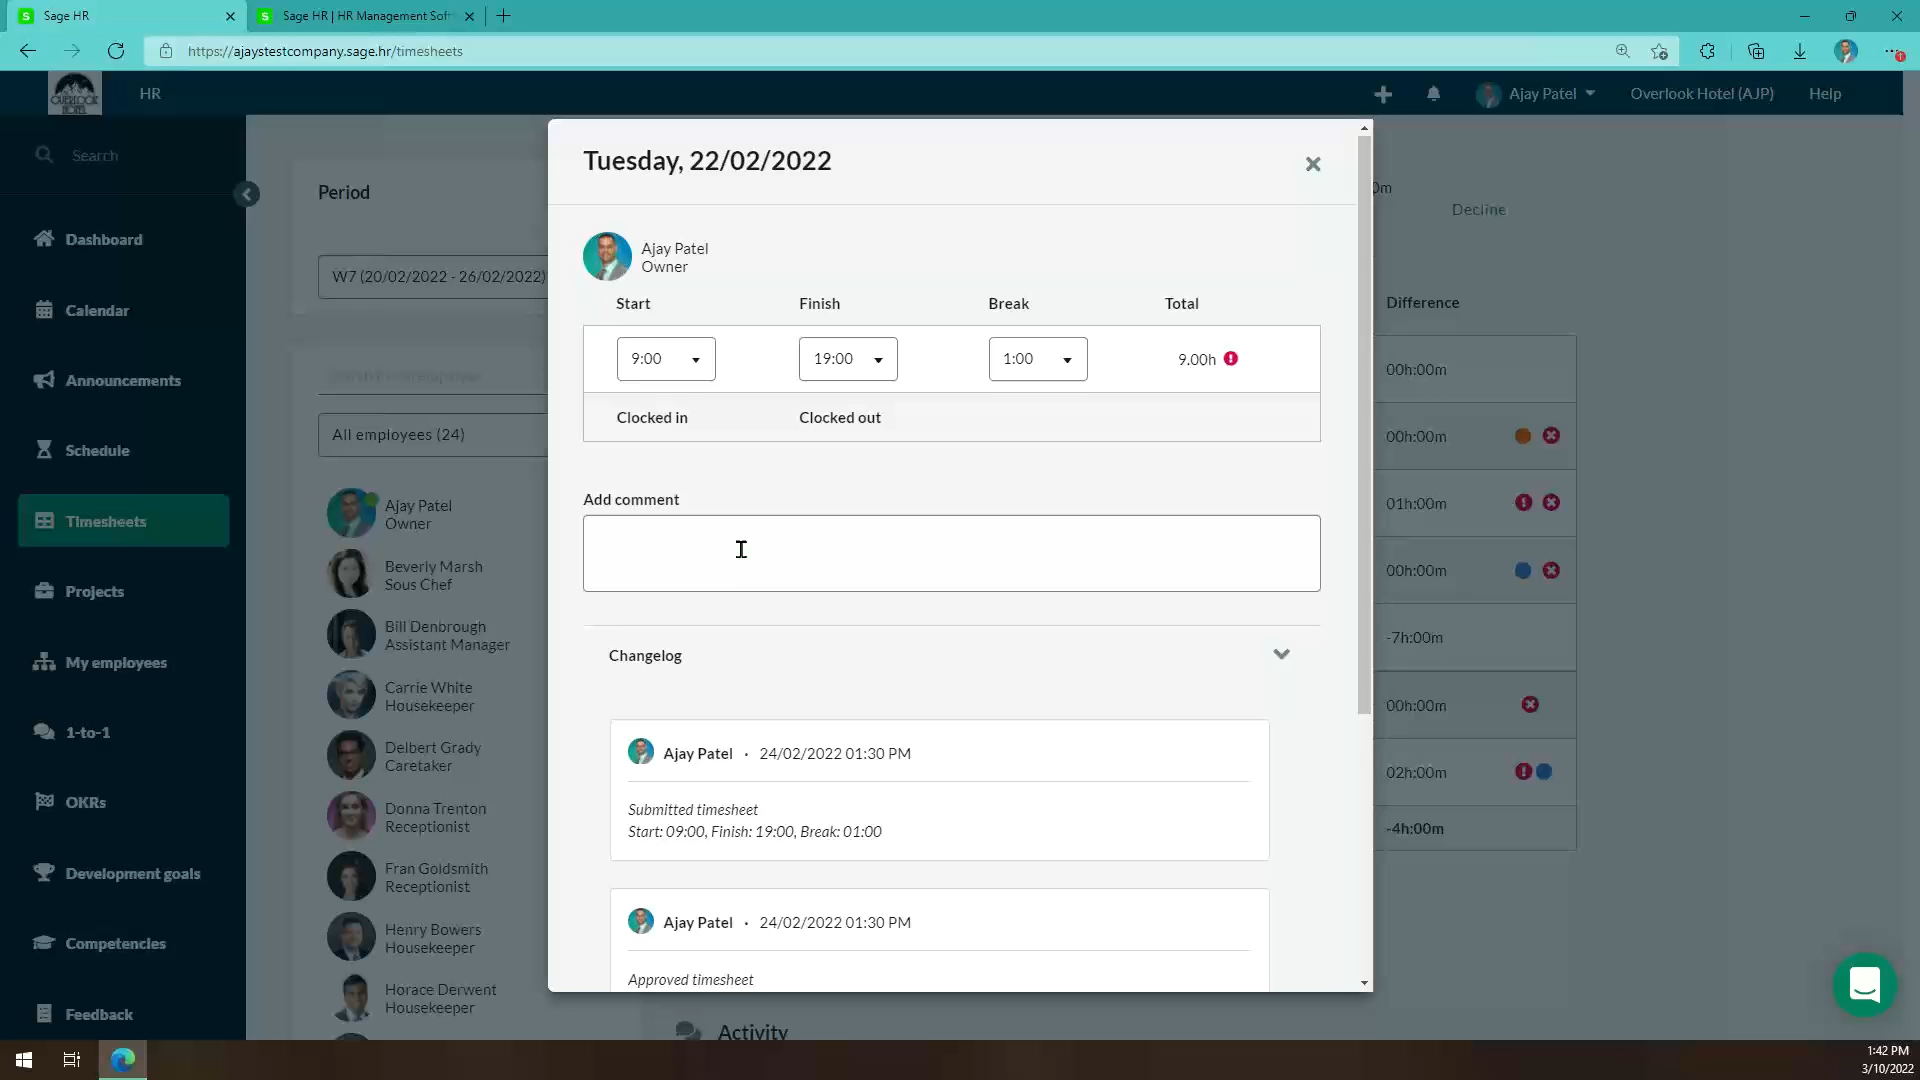 Sage HR
Sage HR | HR Management Soft
https://ajaystestcompany.sage.hr/timesheets
OVERLOOK
HOTEL
HR
Ajay Patel
Overlook Hotel (AJP)
Help
Search
Dashboard
Calendar
Announcements
Schedule
Timesheets
Projects
My employees
1-to-1
OKRs
Development goals
Competencies
Feedback
Period
W7 (20/02/2022 - 26/02/2022)
All employees (24)
Ajay Patel
Owner
Beverly Marsh
Sous Chef
Bill Denbrough
Assistant Manager
Carrie White
Housekeeper
Delbert Grady
Caretaker
Donna Trenton
Receptionist
Fran Goldsmith
Receptionist
Henry Bowers
Housekeeper
Horace Derwent
Housekeeper
Tuesday, 22/02/2022
Ajay Patel
Owner
Start Finish Break Total
9:00 19:00 1:00 9.00h
Clocked in Clocked out
Add comment
Changelog
Ajay Patel · 24/02/2022 01:30 PM
Submitted timesheet
Start: 09:00, Finish: 19:00, Break: 01:00
Ajay Patel · 24/02/2022 01:30 PM
Approved timesheet
Activity
0m
Decline
Difference
00h:00m
00h:00m
01h:00m
00h:00m
-7h:00m
00h:00m
02h:00m
-4h:00m
1:42 PM
3/10/2022